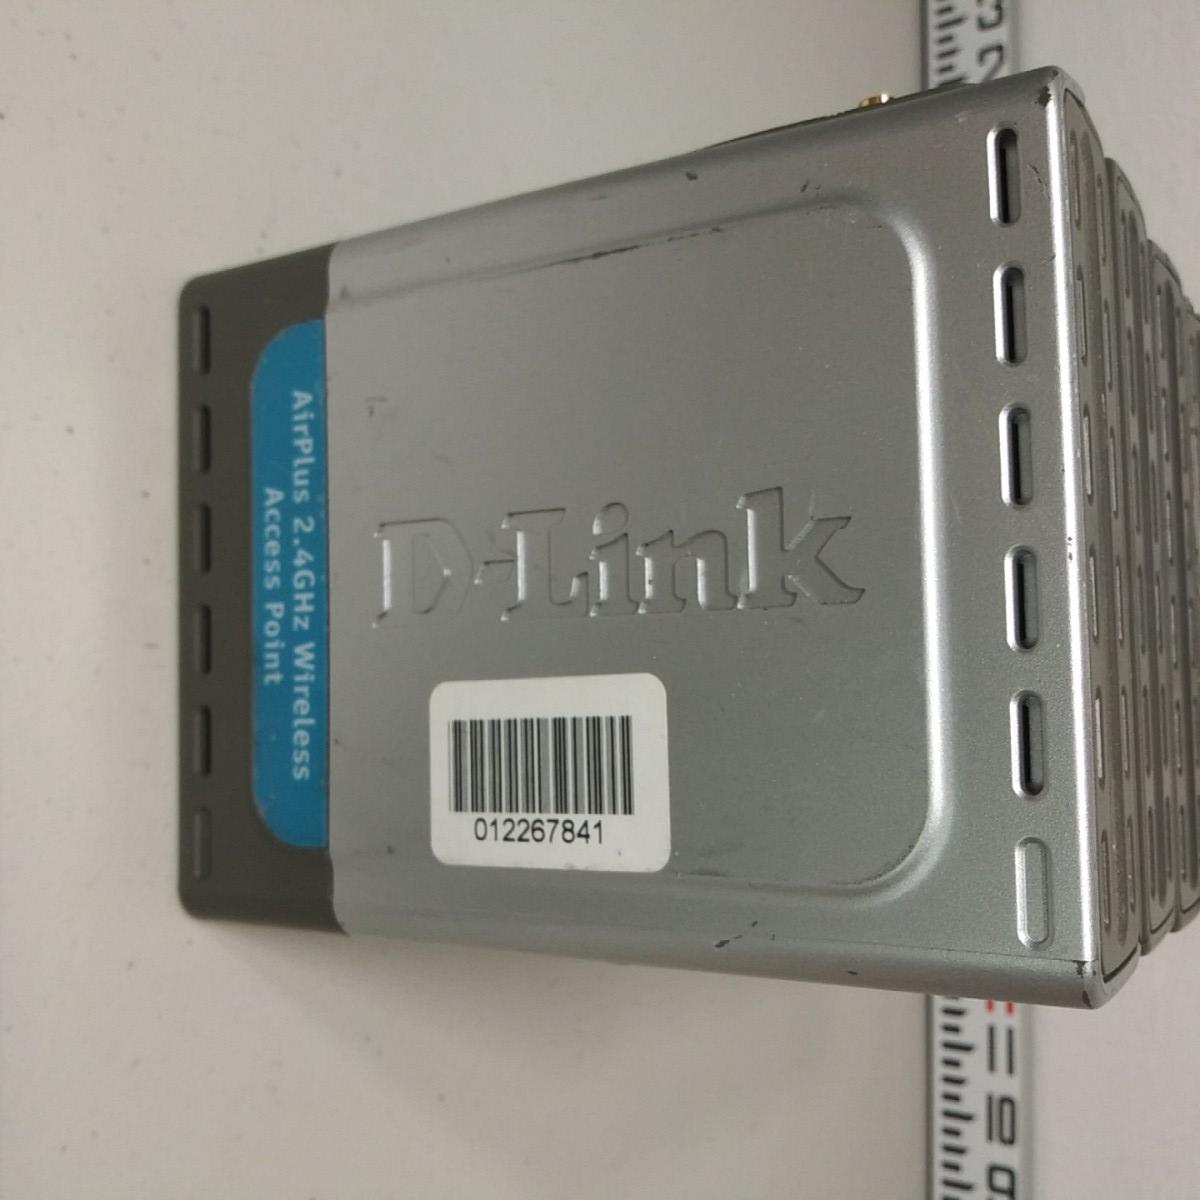 D-Link
AirPlus 2.4GHz Wireless
Access Point
012267841